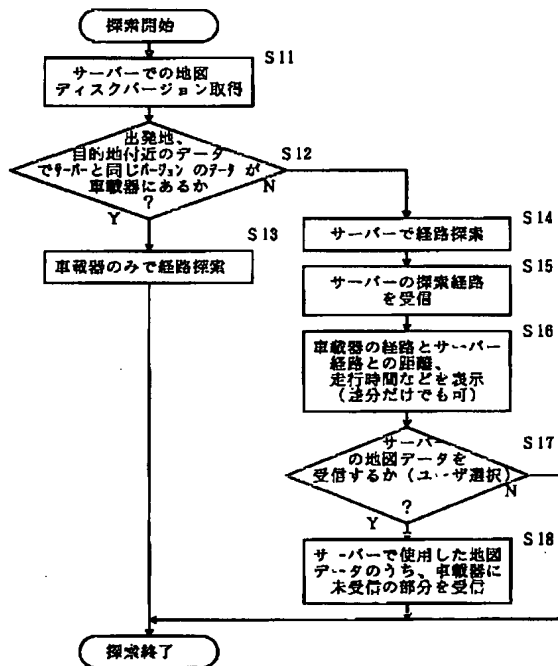 探索開始
S11
サーバーでの地図
ディスクバージョン取得
出発地、
目的地付近のデータ
でサーバーと同じバージョンのデータが
車載器にあるか
?
S12
N
Y
S13
車載器のみで経路探索
S14
サーバーで経路探索
S15
サーバーの探索経路
を受信
S16
車載器の経路とサーバー
経路との距離、
走行時間などを表示
(差分だけでも可)
S17
サーバー
の地図データを
受信するか(ユーザ選択)
?
N
Y
S18
サーバーで使用した地図
データのうち、車載器に
未受信の部分を受信
探索終了